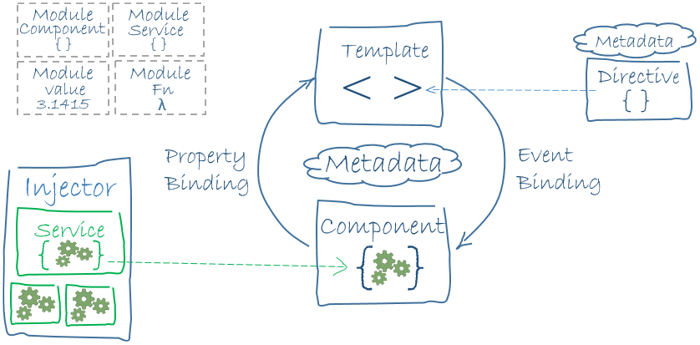 Module
Component
{ }
Module
Service
{ }
Module
value
3.1415
Module
Fn
λ
Template
< >
Metadata
Directive
{ }
Property
Binding
Metadata
Event
Binding
Injector
Service
{ }
Component
{ }